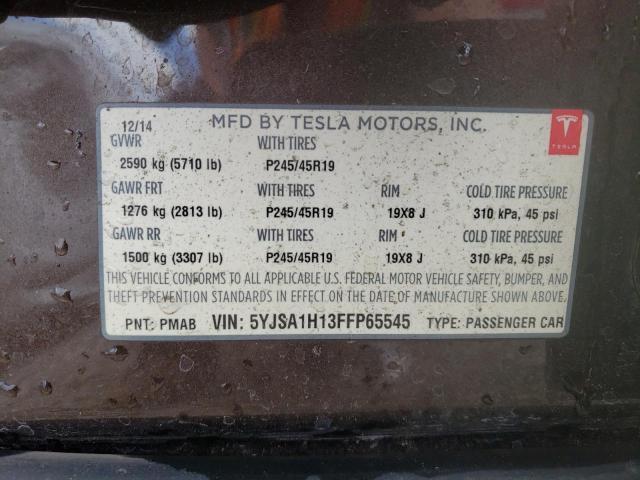 12/14 MFD BY TESLA MOTORS, INC.
GVWR WITH TIRES
2590 kg (5710 lb) P245/45R19
GAWR FRT WITH TIRES RIM COLD TIRE PRESSURE
1276 kg (2813 lb) P245/45R19 19X8 J 310 kPa, 45 psi
GAWR RR WITH TIRES RIM COLD TIRE PRESSURE
1500 kg (3307 lb) P245/45R19 19X8 J 310 kPa, 45 psi
THIS VEHICLE CONFORMS TO ALL APPLICABLE U.S. FEDERAL MOTOR VEHICLE SAFETY, BUMPER, AND
THEFT PREVENTION STANDARDS IN EFFECT ON THE DATE OF MANUFACTURE SHOWN ABOVE.
PNT: PMAB VIN: 5YJSA1H13FFP65545 TYPE: PASSENGER CAR
TESLA